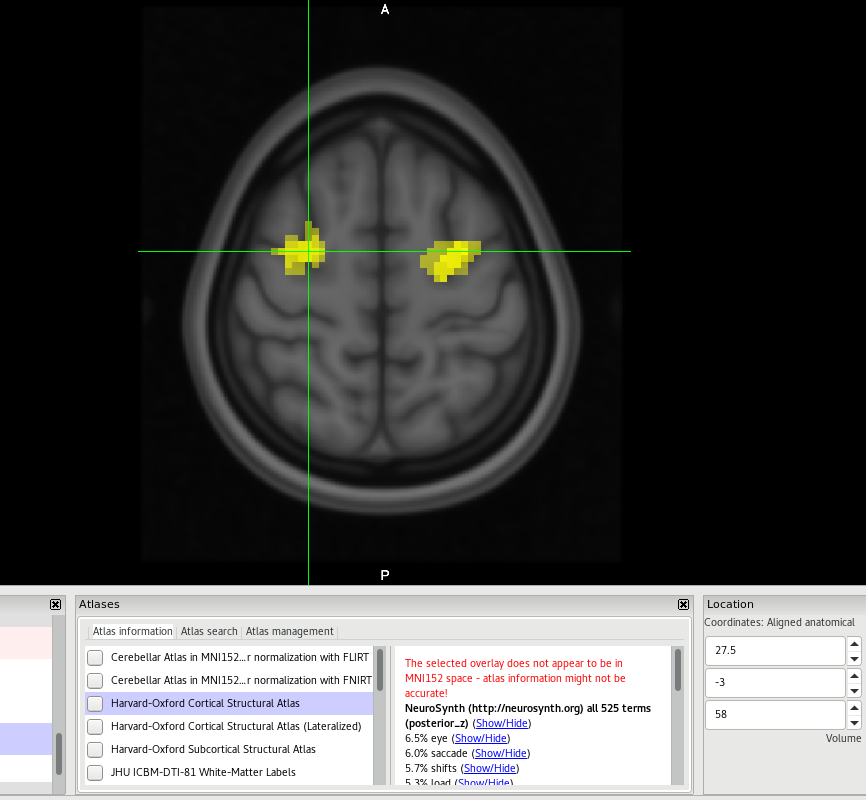 A
P
Atlases
Atlas information
Atlas search
Atlas management
Cerebellar Atlas in MNI152...r normalization with FLIRT
Cerebellar Atlas in MNI152...r normalization with FNIRT
Harvard-Oxford Cortical Structural Atlas
Harvard-Oxford Cortical Structural Atlas (Lateralized)
Harvard-Oxford Subcortical Structural Atlas
JHU ICBM-DTI-81 White-Matter Labels
The selected overlay does not appear to be in
MNI152 space - atlas information might not be
accurate!
NeuroSynth (http://neurosynth.org) all 525 terms
(posterior_z) (Show/Hide)
6.5% eye (Show/Hide)
6.0% saccade (Show/Hide)
5.7% shifts (Show/Hide)
5.3% load (Show/Hide)
Location
Coordinates: Aligned anatomical
27.5
-3
58
Volume